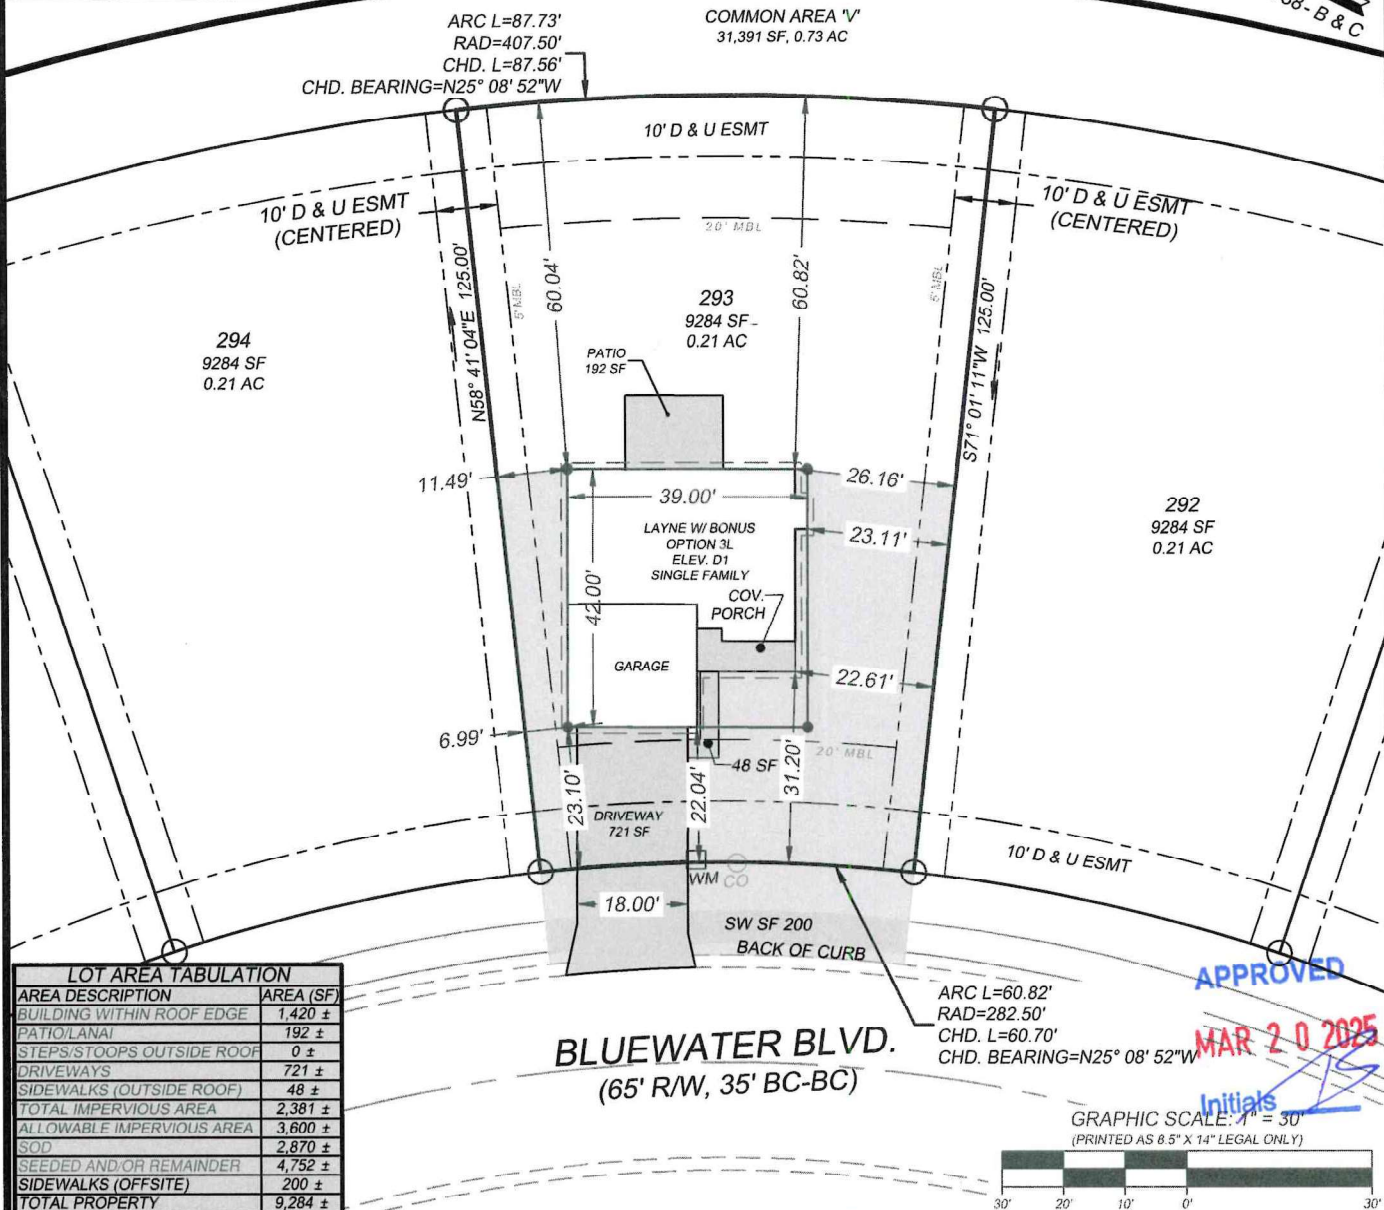 ARC L=87.73'
RAD=407.50'
CHD. L=87.56'
CHD. BEARING=N25° 08' 52"W
COMMON AREA 'V'
31,391 SF, 0.73 AC
- B & C
10' D & U ESMT
10' D & U ESMT
(CENTERED)
10' D & U ESMT
(CENTERED)
20' MBL
N58° 41' 04"E 125.00'
5' MBL
60.04'
60.82'
5' MBL
S71° 01' 11"W 125.00'
294
9284 SF
0.21 AC
293
9284 SF
0.21 AC
292
9284 SF
0.21 AC
PATIO
192 SF
11.49'
39.00'
26.16'
23.11'
LAYNE W/ BONUS
OPTION 3L
ELEV. D1
SINGLE FAMILY
42.00'
COV.
PORCH
GARAGE
22.61'
6.99'
48 SF
20' MBL
23.10'
22.04'
31.20'
DRIVEWAY
721 SF
WM CO
10' D & U ESMT
18.00'
SW SF 200
BACK OF CURB
ARC L=60.82'
RAD=282.50'
CHD. L=60.70'
CHD. BEARING=N25° 08' 52"W
BLUEWATER BLVD.
(65' R/W, 35' BC-BC)
APPROVED
MAR 20 2025
Initials
LOT AREA TABULATION
AREA DESCRIPTION AREA (SF)
BUILDING WITHIN ROOF EDGE 1,420 ±
PATIO/LANAI 192 ±
STEPS/STOOPS OUTSIDE ROOF 0 ±
DRIVEWAYS 721 ±
SIDEWALKS (OUTSIDE ROOF) 48 ±
TOTAL IMPERVIOUS AREA 2,381 ±
ALLOWABLE IMPERVIOUS AREA 3,600 ±
SOD 2,870 ±
SEEDED AND/OR REMAINDER 4,752 ±
SIDEWALKS (OFFSITE) 200 ±
TOTAL PROPERTY 9,284 ±
GRAPHIC SCALE: 1" = 30'
(PRINTED AS 8.5" X 14" LEGAL ONLY)
30' 20' 10' 0' 30'